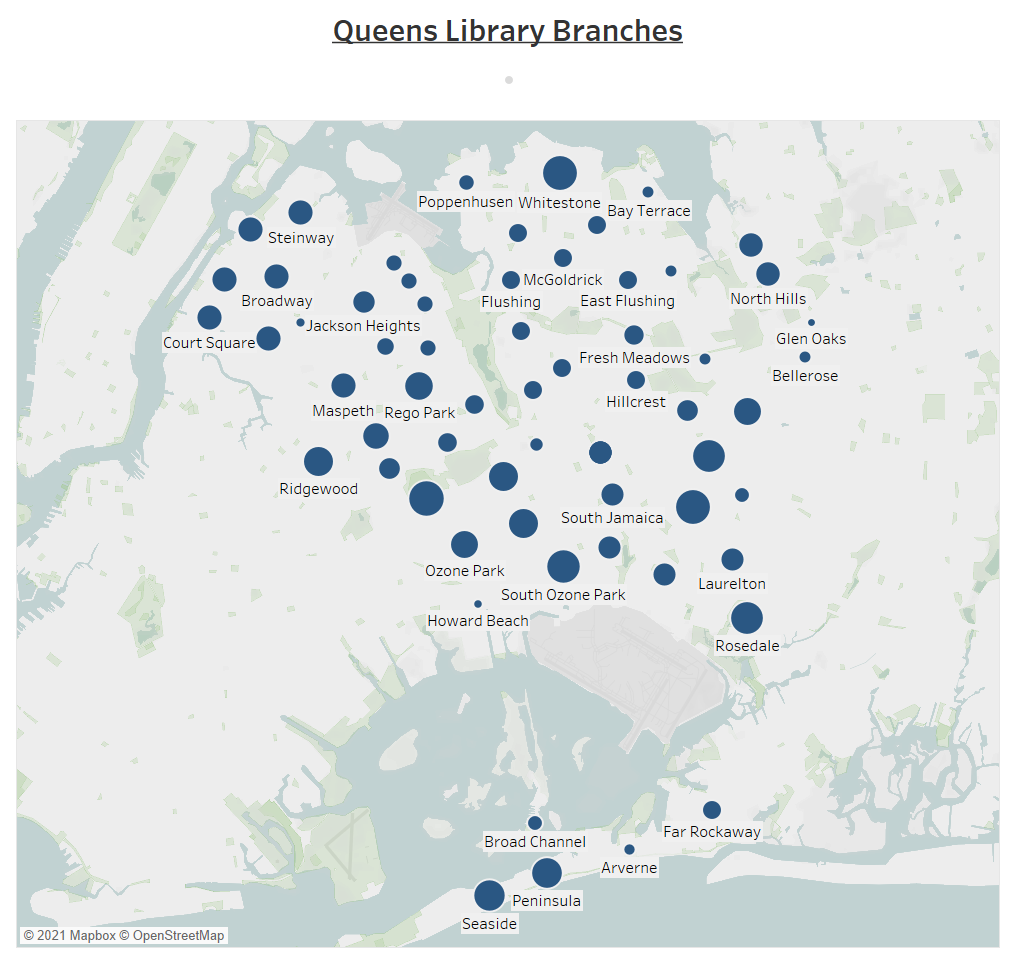 Queens Library Branches
Poppenhusen
Whitestone
Bay Terrace
Steinway
McGoldrick
Broadway
Flushing
East Flushing
North Hills
Jackson Heights
Court Square
Glen Oaks
Fresh Meadows
Bellerose
Hillcrest
Maspeth
Rego Park
Ridgewood
South Jamaica
Ozone Park
Laurelton
South Ozone Park
Howard Beach
Rosedale
Far Rockaway
Broad Channel
Arverne
Peninsula
Seaside
© 2021 Mapbox © OpenStreetMap